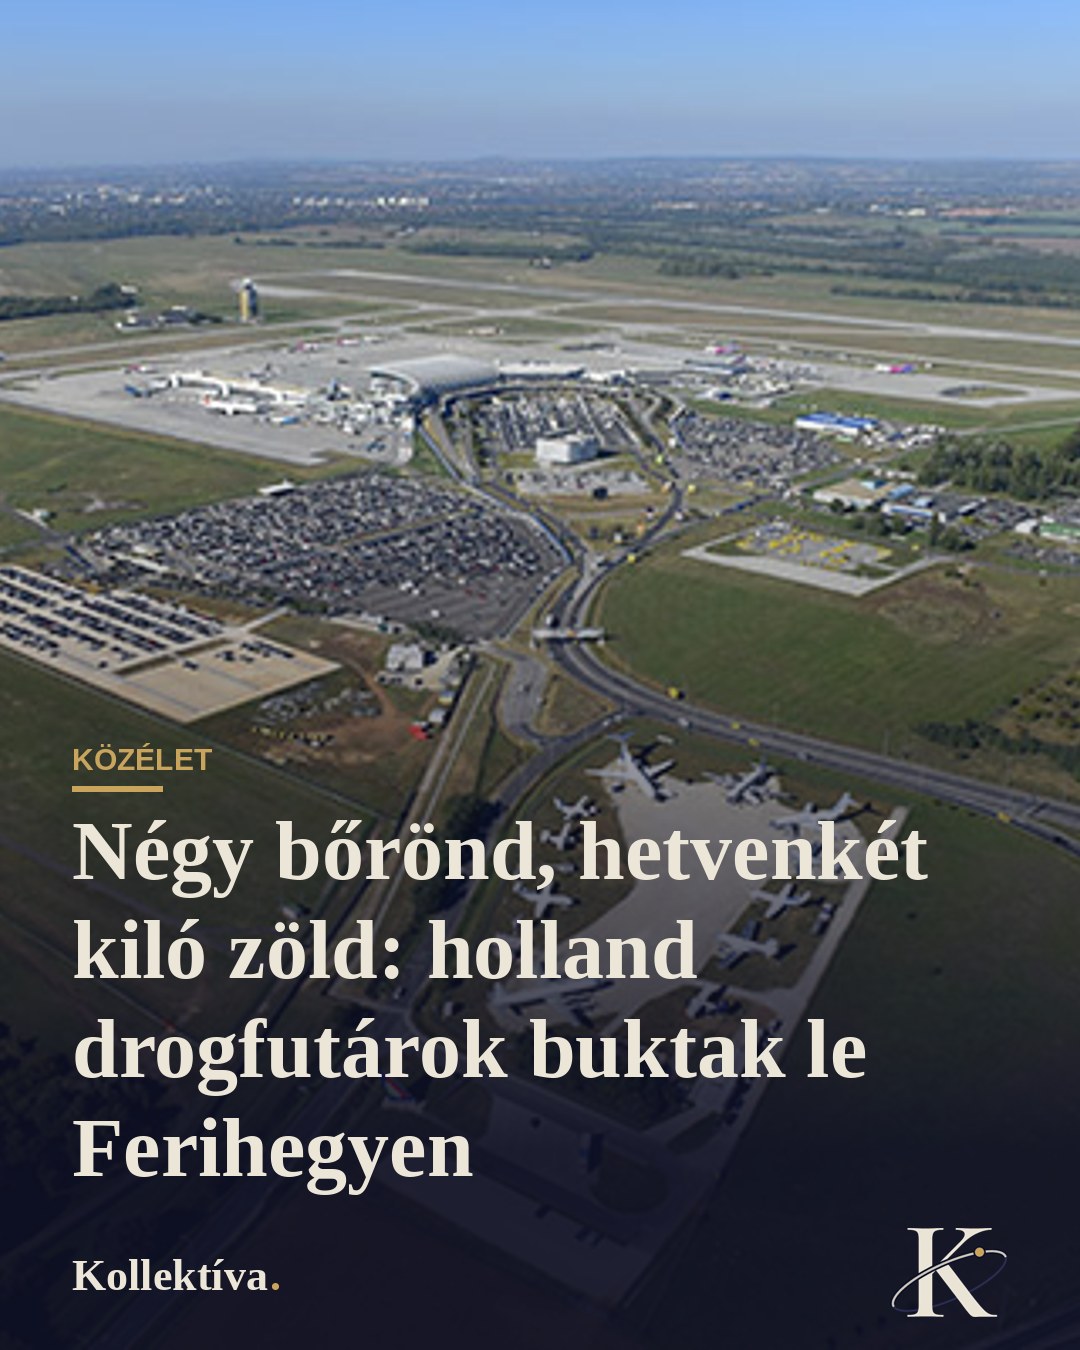 KÖZÉLET
Négy bőrönd, hetvenkét
kiló zöld: holland
drogfutárok buktak le
Ferihegyen
Kollektíva.
K